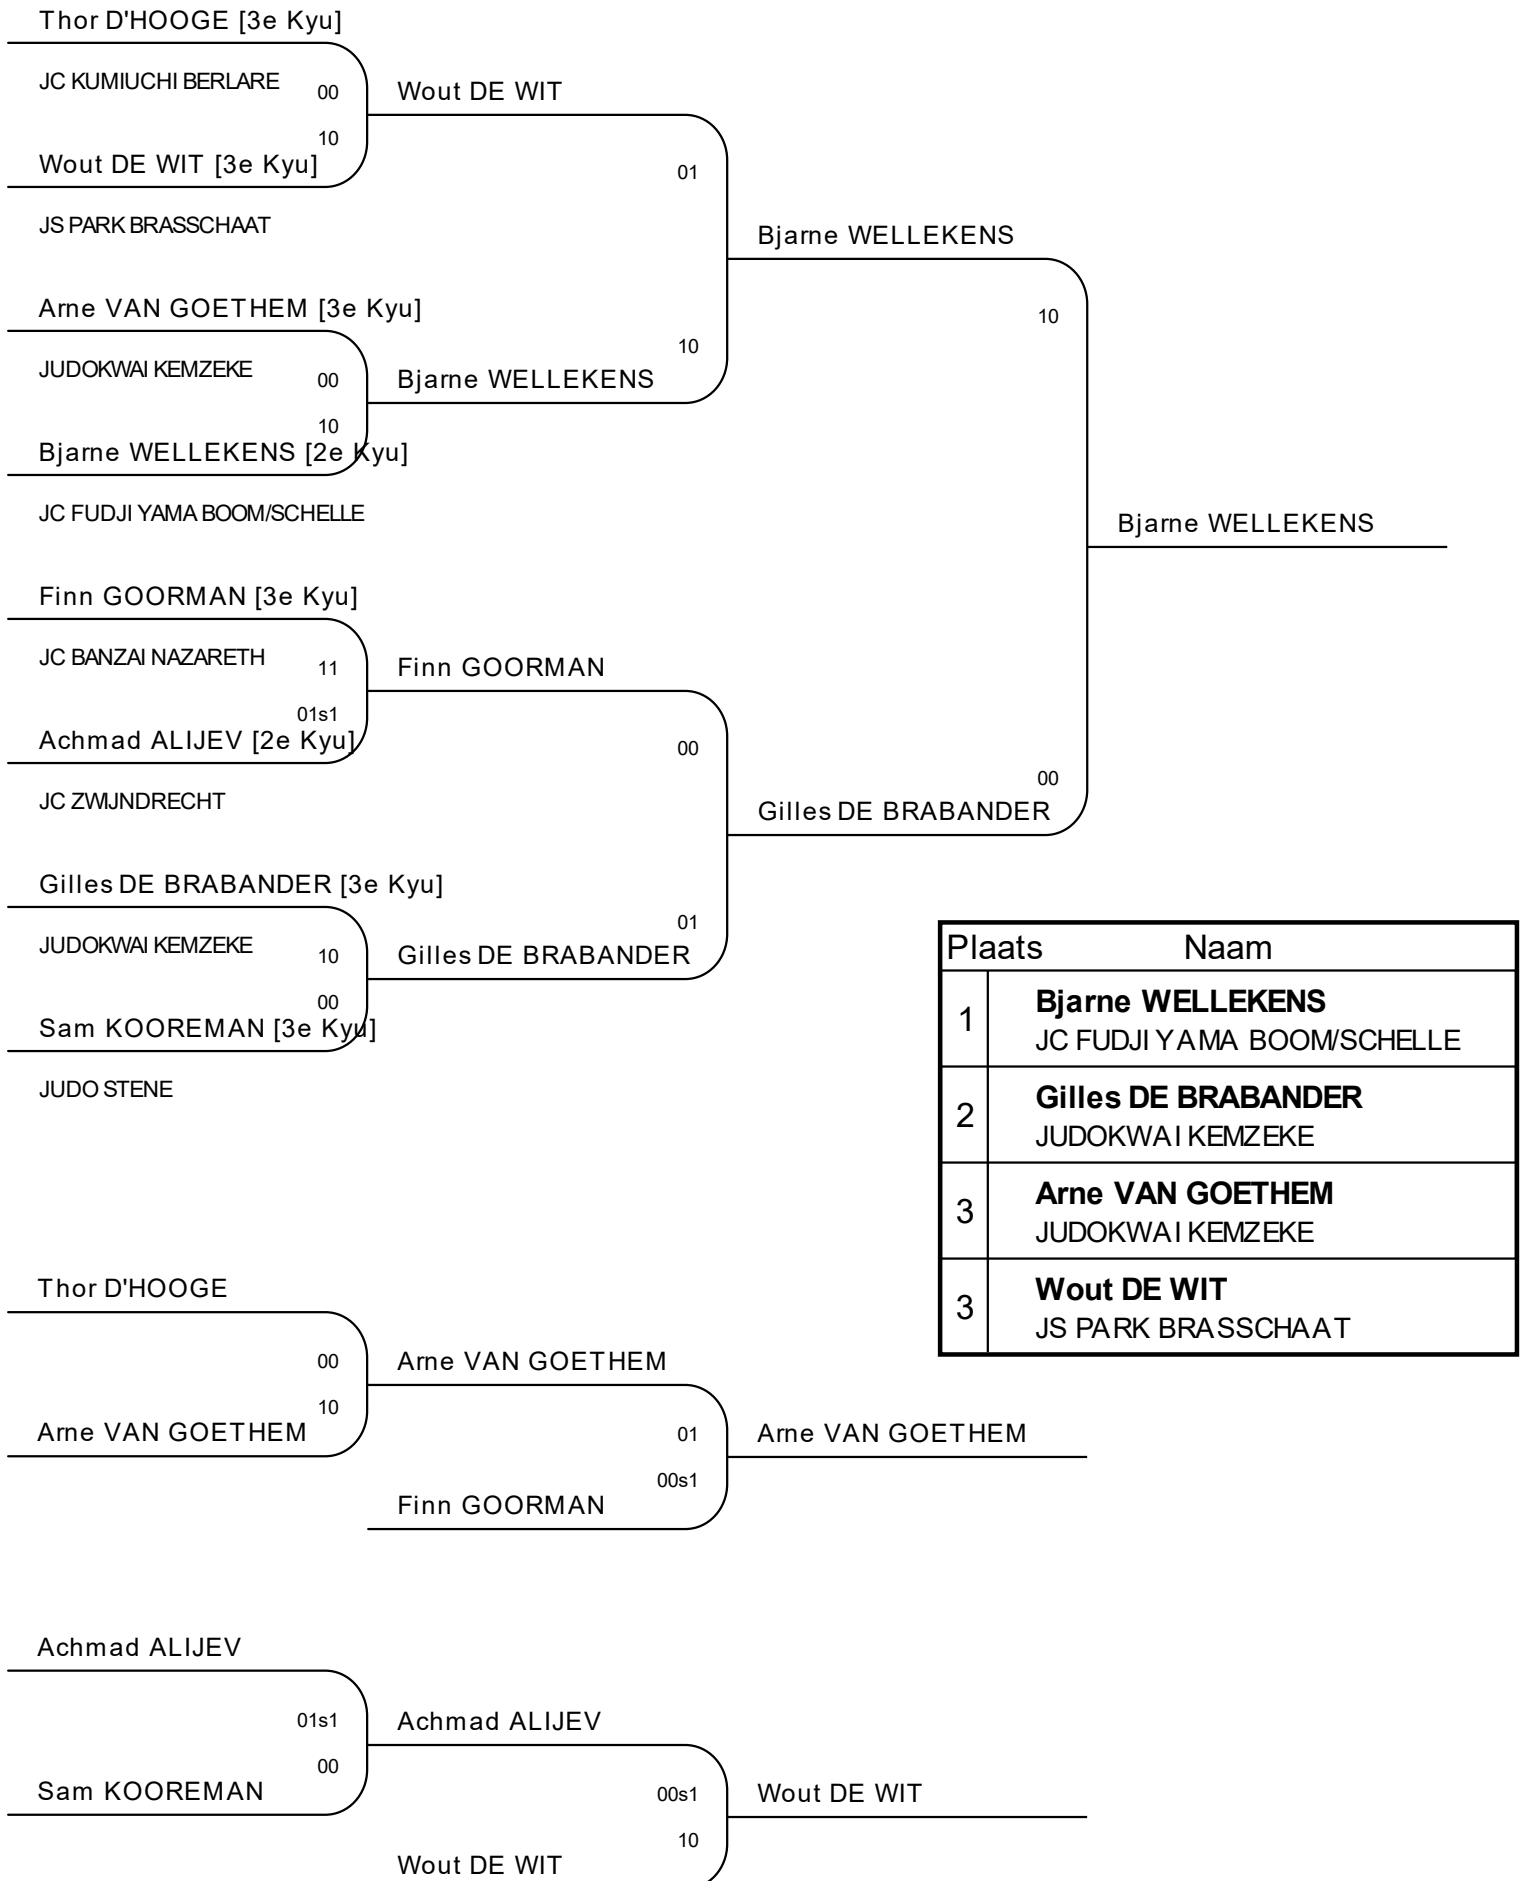 Thor D'HOOGE [3e Kyu]
JC KUMIUCHI BERLARE
00
Wout DE WIT
10
Wout DE WIT [3e Kyu]
01
JS PARK BRASSCHAAT
Bjarne WELLEKENS
Arne VAN GOETHEM [3e Kyu]
10
10
JUDOKWAI KEMZEKE
00
Bjarne WELLEKENS
10
Bjarne WELLEKENS [2e Kyu]
JC FUDJI YAMA BOOM/SCHELLE
Bjarne WELLEKENS
Finn GOORMAN [3e Kyu]
JC BANZAI NAZARETH
11
Finn GOORMAN
01s1
Achmad ALIJEV [2e Kyu]
00
00
JC ZWIJNDRECHT
Gilles DE BRABANDER
Gilles DE BRABANDER [3e Kyu]
01
JUDOKWAI KEMZEKE
10
Gilles DE BRABANDER
00
Sam KOOREMAN [3e Kyu]
JUDO STENE
Plaats Naam
1 Bjarne WELLEKENS
JC FUDJI YAMA BOOM/SCHELLE
2 Gilles DE BRABANDER
JUDOKWAI KEMZEKE
3 Arne VAN GOETHEM
JUDOKWAI KEMZEKE
3 Wout DE WIT
JS PARK BRASSCHAAT
Thor D'HOOGE
00
Arne VAN GOETHEM
10
Arne VAN GOETHEM
01
Arne VAN GOETHEM
00s1
Finn GOORMAN
Achmad ALIJEV
01s1
Achmad ALIJEV
00
Sam KOOREMAN
00s1
Wout DE WIT
10
Wout DE WIT